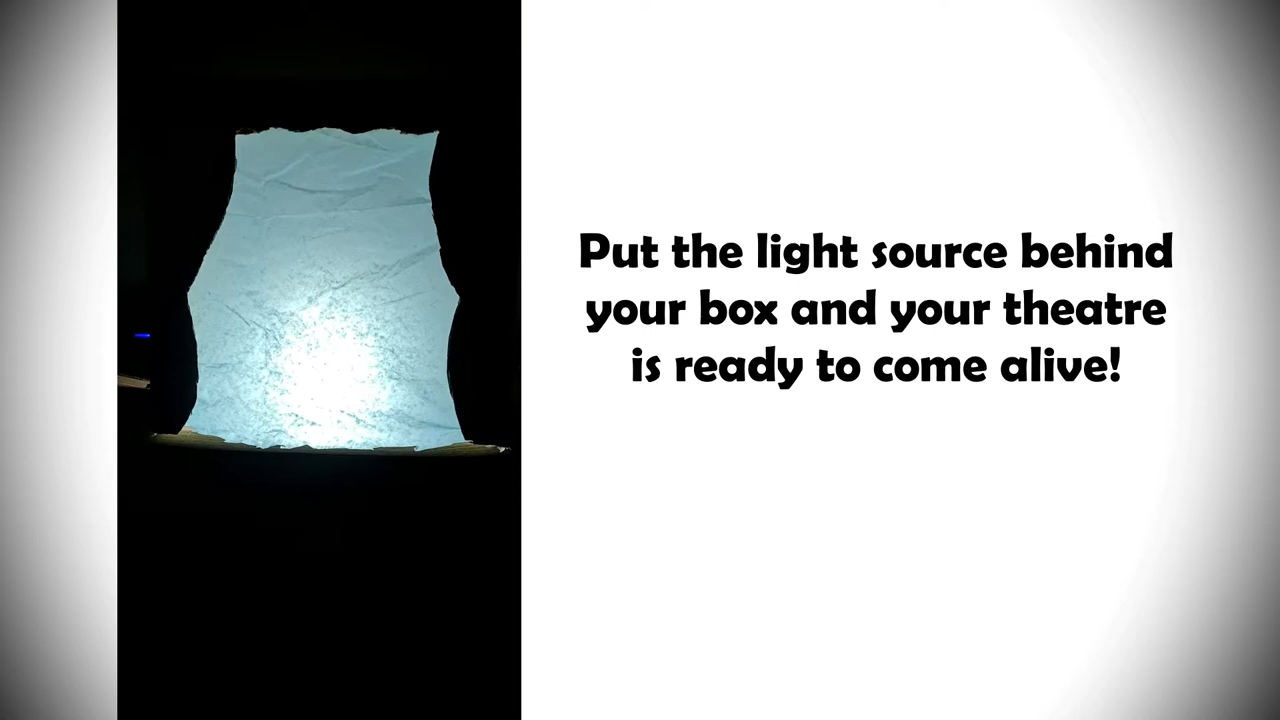 Put the light source behind
your box and your theatre
is ready to come alive!